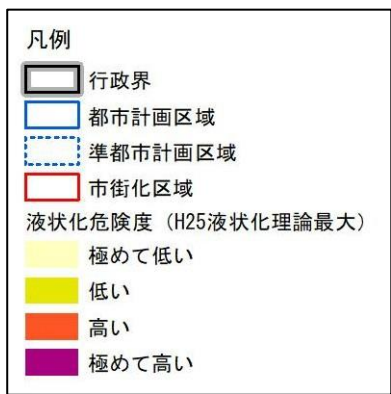 凡例
行政界
都市計画区域
準都市計画区域
市街化区域
液状化危険度（H25液状化理論最大）
極めて低い
低い
高い
極めて高い